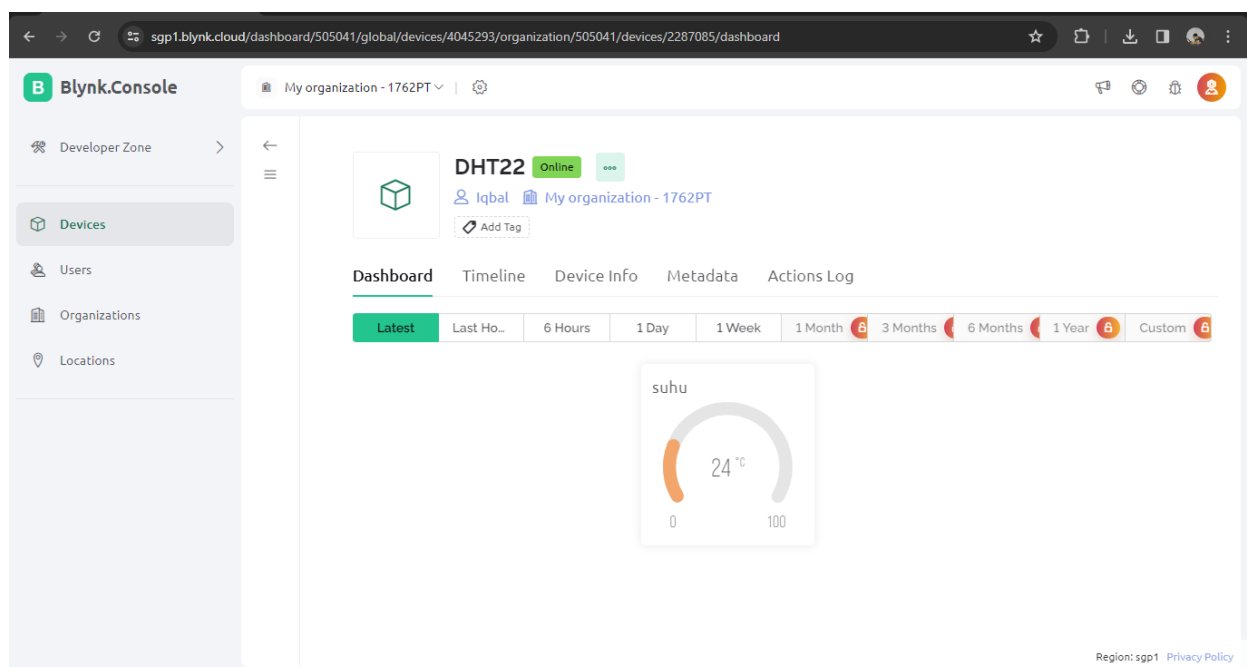 sgp1.blynk.cloud/dashboard/505041/global/devices/4045293/organization/505041/devices/2287085/dashboard
B Blynk.Console
My organization - 1762PT
Developer Zone
Devices
Users
Organizations
Locations
DHT22 Online
Iqbal My organization - 1762PT
Add Tag
Dashboard Timeline Device Info Metadata Actions Log
Latest Last Ho... 6 Hours 1 Day 1 Week 1 Month 3 Months 6 Months 1 Year Custom
suhu
24 °C
0 100
Region: sgp1 Privacy Policy